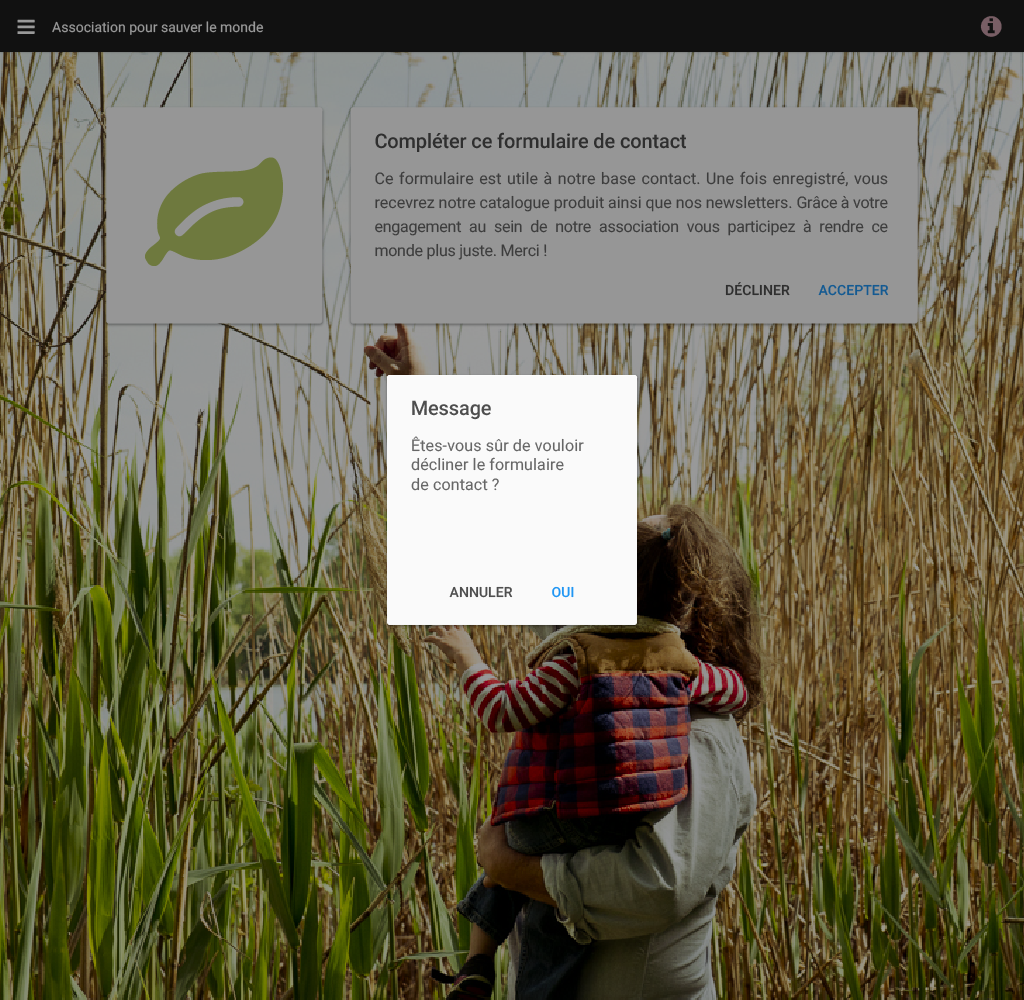 Association pour sauver le monde
Compléter ce formulaire de contact
Ce formulaire est utile à notre base contact. Une fois enregistré, vous
recevrez notre catalogue produit ainsi que nos newsletters. Grâce à votre
engagement au sein de notre association vous participez à rendre ce
monde plus juste. Merci !
DÉCLINER ACCEPTER
Message
Êtes-vous sûr de vouloir
décliner le formulaire
de contact ?
ANNULER OUI